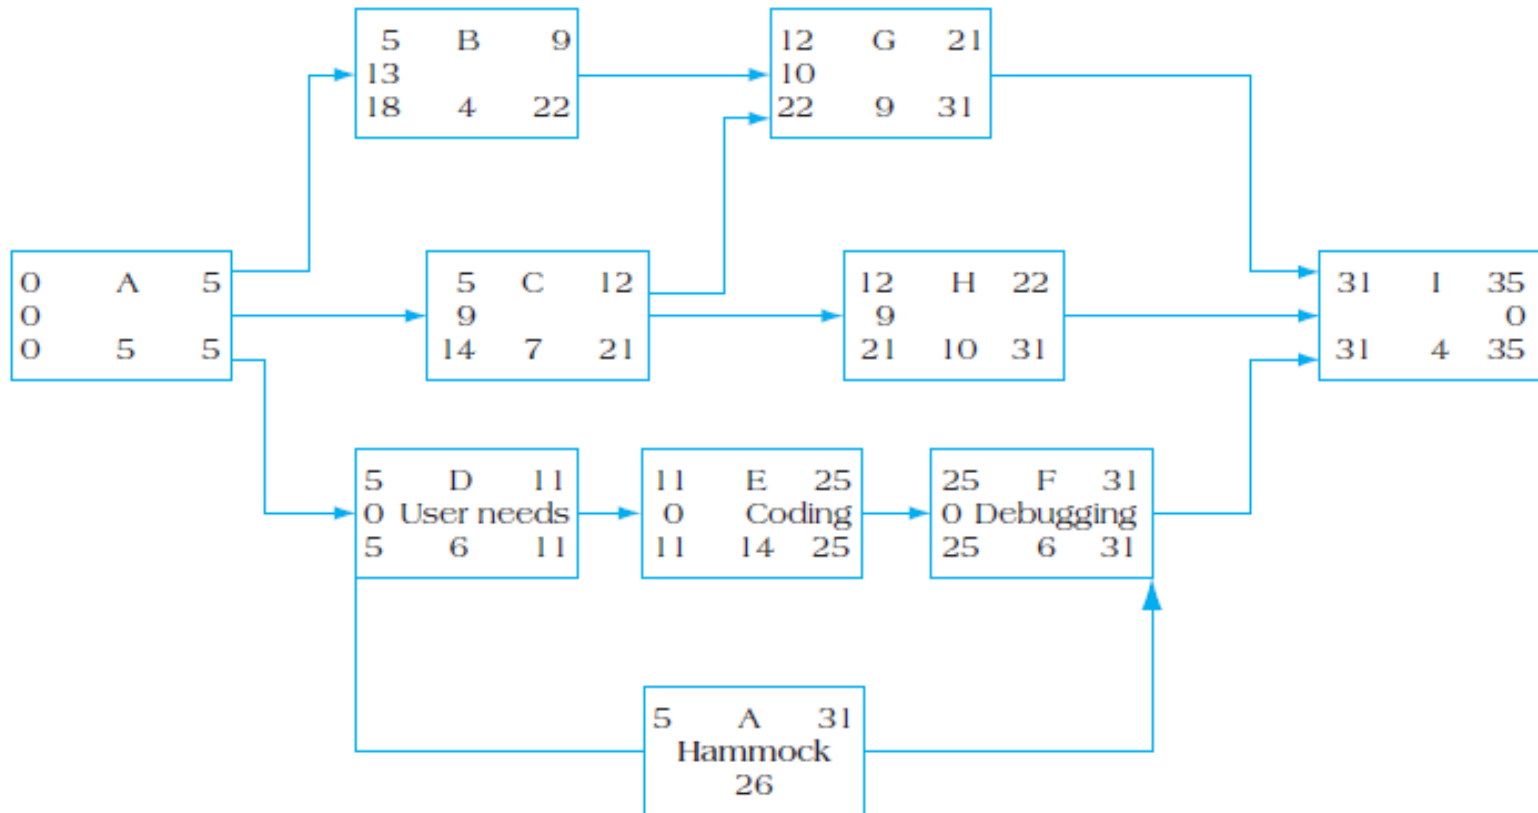 5 B 9
13
18 4 22
12 G 21
10
22 9 31
0 A 5
0
0 5 5
5 C 12
9
14 7 21
12 H 22
9
21 10 31
31 I 35
0
31 4 35
5 D 11
0 User needs
5 6 11
11 E 25
0 Coding
11 14 25
25 F 31
0 Debugging
25 6 31
5 A 31
Hammock
26